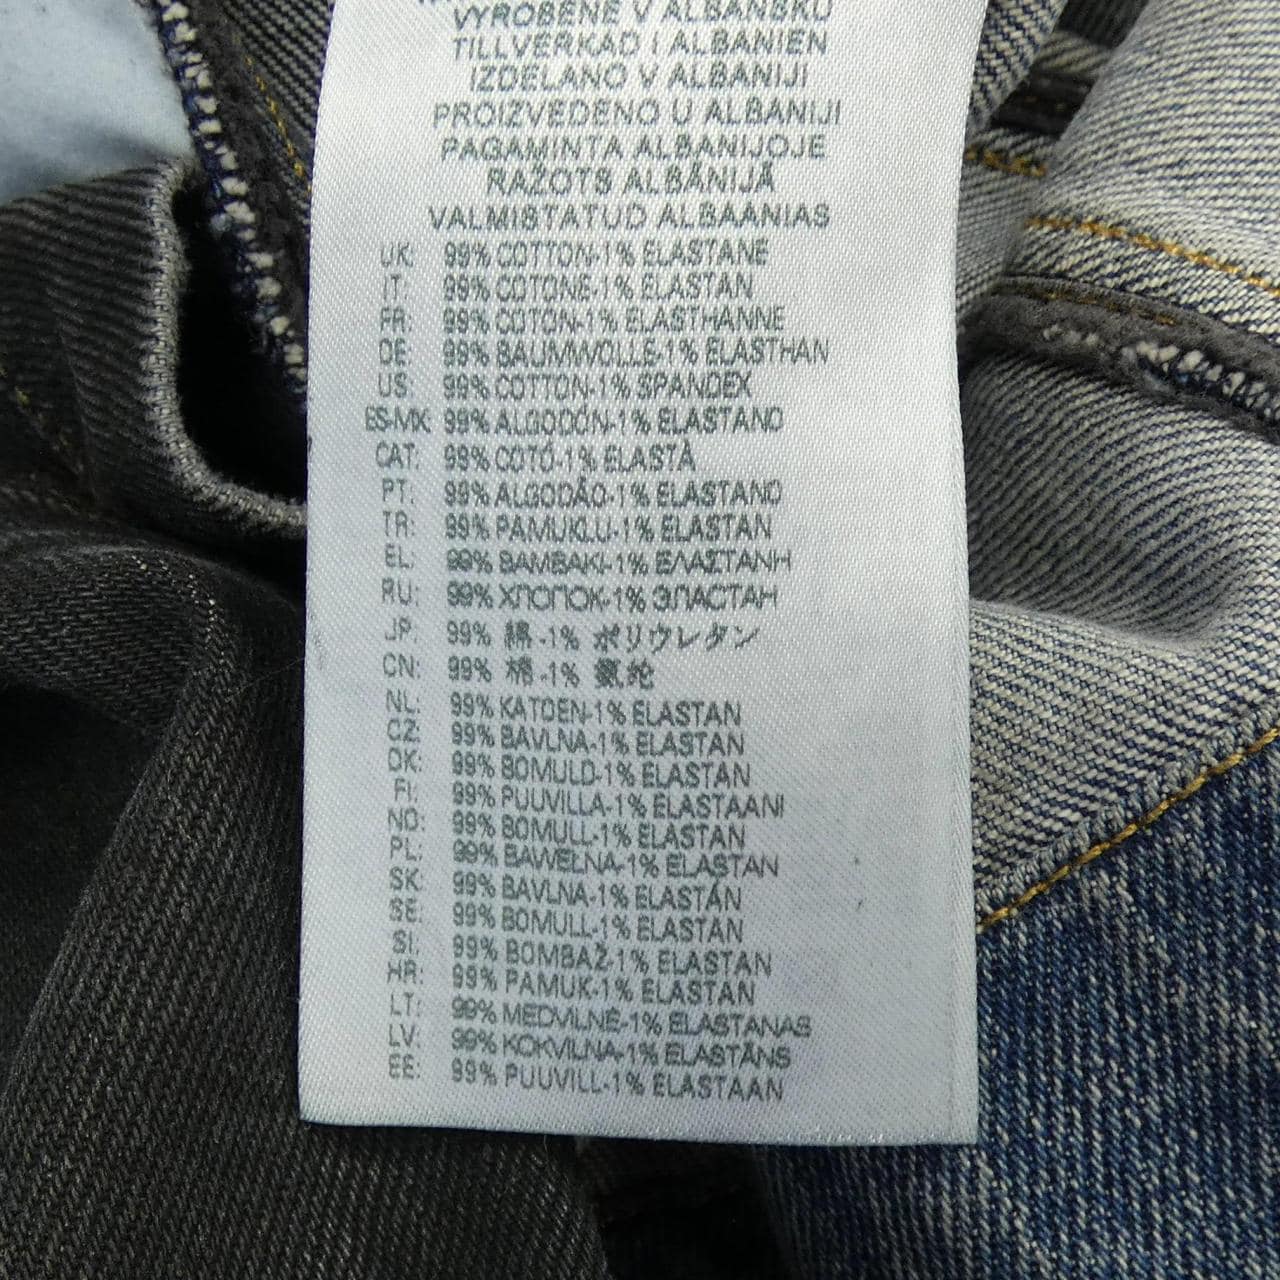 VYROBENE V ALBANSKU
TILLVERKAD I ALBANIEN
IZDELANO V ALBANIJI
PROIZVEDENO U ALBANIJI
PAGAMINTA ALBANIJOJE
RAŽOTS ALBĀNIJĀ
VALMISTATUD ALBAANIAS
UK: 99% COTTON-1% ELASTANE
IT: 99% COTONE-1% ELASTAN
FR: 99% COTON-1% ELASTHANNE
DE: 99% BAUMWOLLE-1% ELASTHAN
US: 99% COTTON-1% SPANDEX
ES-MX: 99% ALGODÓN-1% ELASTANO
CAT: 99% COTÓ-1% ELASTÀ
PT: 99% ALGODÃO-1% ELASTANO
TR: 99% PAMUKLU-1% ELASTAN
EL: 99% BAMBAKI-1% ΕΛΑΣΤΑΝΗ
RU: 99% ХЛОПОК-1% ЭЛАСТАН
JP: 99% 綿 -1% ポリウレタン
CN: 99% 棉 -1% 氨纶
NL: 99% KATOEN-1% ELASTAN
CZ: 99% BAVLNA-1% ELASTAN
DK: 99% BOMULD-1% ELASTAN
FI: 99% PUUVILLA-1% ELASTAANI
NO: 99% BOMULL-1% ELASTAN
PL: 99% BAWEŁNA-1% ELASTAN
SK: 99% BAVLNA-1% ELASTÁN
SE: 99% BOMULL-1% ELASTAN
SI: 99% BOMBAŽ-1% ELASTAN
HR: 99% PAMUK-1% ELASTAN
LT: 99% MEDVILNĖ-1% ELASTANAS
LV: 99% KOKVILNA-1% ELASTĀNS
EE: 99% PUUVILL-1% ELASTAAN